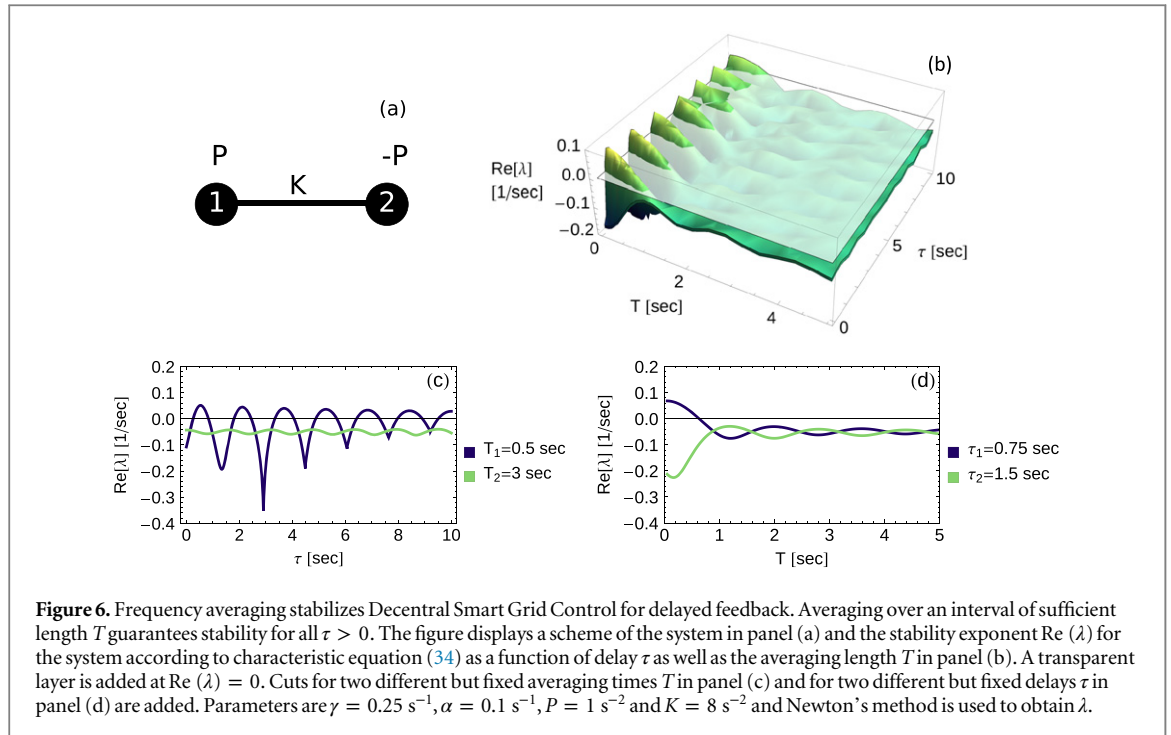 (a)
P
-P
K
1
2
(b)
0.1
Re[λ]
0.0
[1/sec]
−0.1
−0.2
0
2
4
T [sec]
10
5
τ [sec]
0
(c)
0.2
0.1
0.0
−0.1
−0.2
−0.3
−0.4
Re[λ] [1/sec]
0 2 4 6 8 10
τ [sec]
T₁=0.5 sec
T₂=3 sec
(d)
0.2
0.1
0.0
−0.1
−0.2
−0.3
−0.4
Re[λ] [1/sec]
0 1 2 3 4 5
T [sec]
τ₁=0.75 sec
τ₂=1.5 sec
Figure 6. Frequency averaging stabilizes Decentral Smart Grid Control for delayed feedback. Averaging over an interval of sufficient
length T guarantees stability for all τ > 0. The figure displays a scheme of the system in panel (a) and the stability exponent Re (λ) for
the system according to characteristic equation (34) as a function of delay τ as well as the averaging length T in panel (b). A transparent
layer is added at Re (λ) = 0. Cuts for two different but fixed averaging times T in panel (c) and for two different but fixed delays τ in
panel (d) are added. Parameters are γ = 0.25 s⁻¹, α = 0.1 s⁻¹, P = 1 s⁻² and K = 8 s⁻² and Newton's method is used to obtain λ.